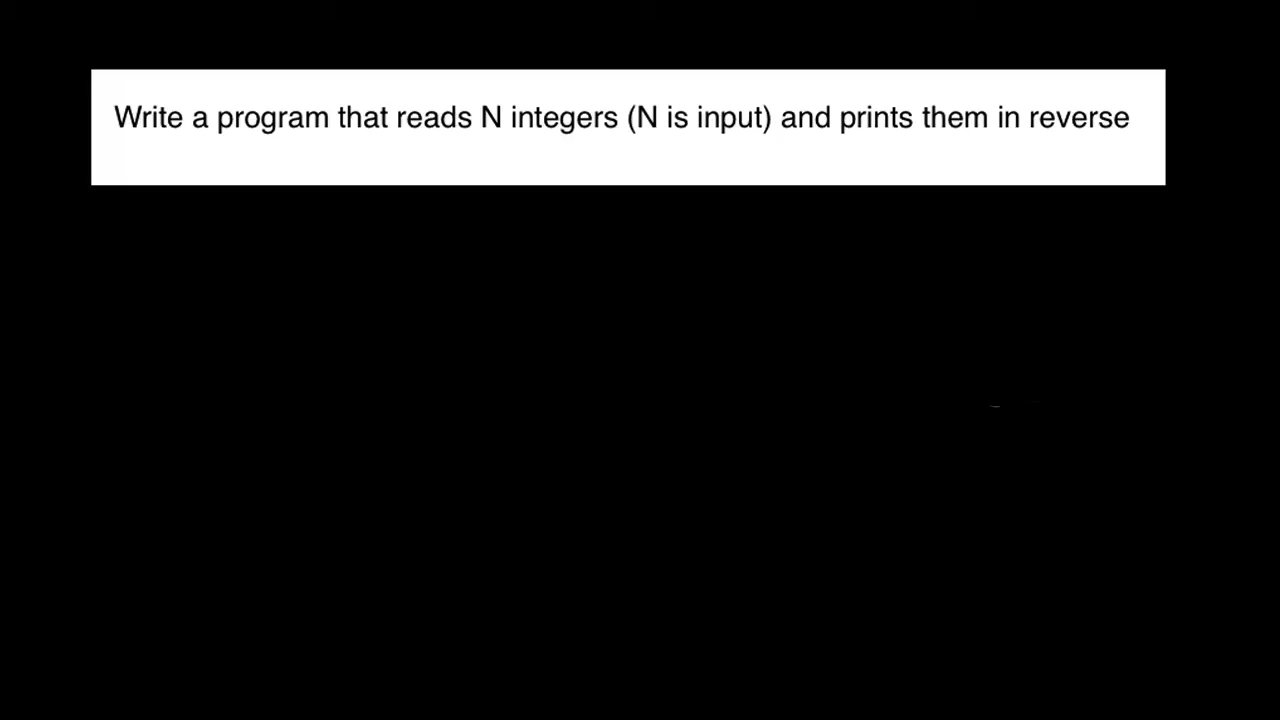 Write a program that reads N integers (N is input) and prints them in reverse